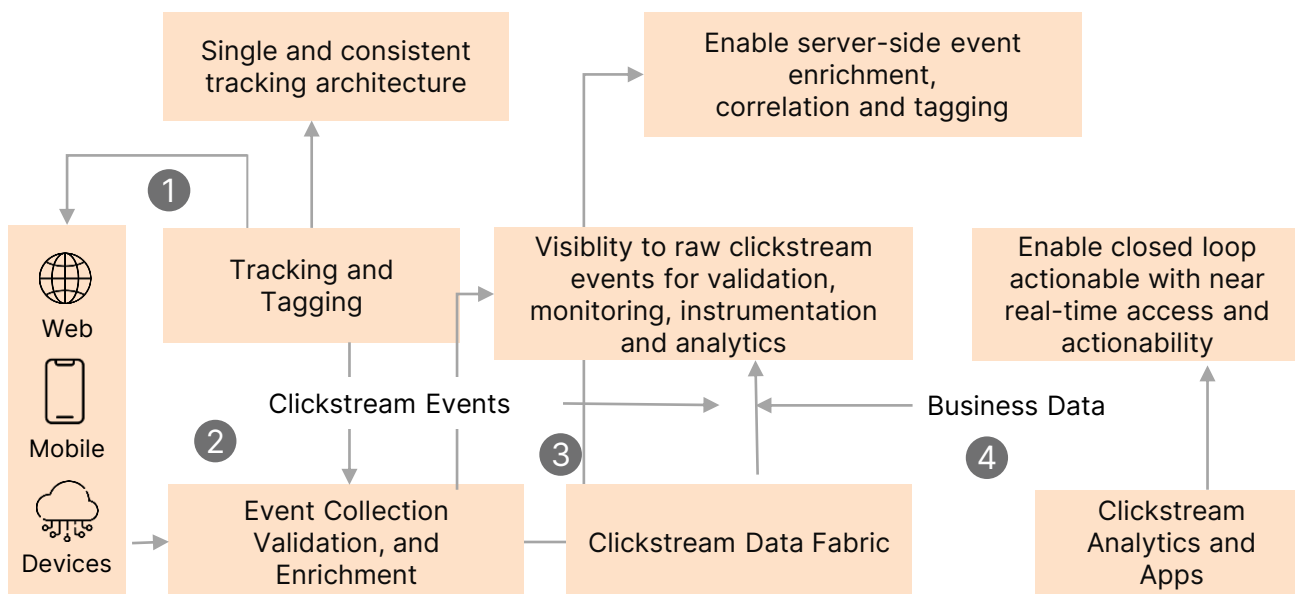 Single and consistent
tracking architecture
Enable server-side event
enrichment,
correlation and tagging
1
Web
Mobile
Devices
Tracking and
Tagging
Visiblity to raw clickstream
events for validation,
monitoring, instrumentation
and analytics
Enable closed loop
actionable with near
real-time access and
actionability
Clickstream Events
Business Data
2
3
4
Event Collection
Validation, and
Enrichment
Clickstream Data Fabric
Clickstream
Analytics and
Apps